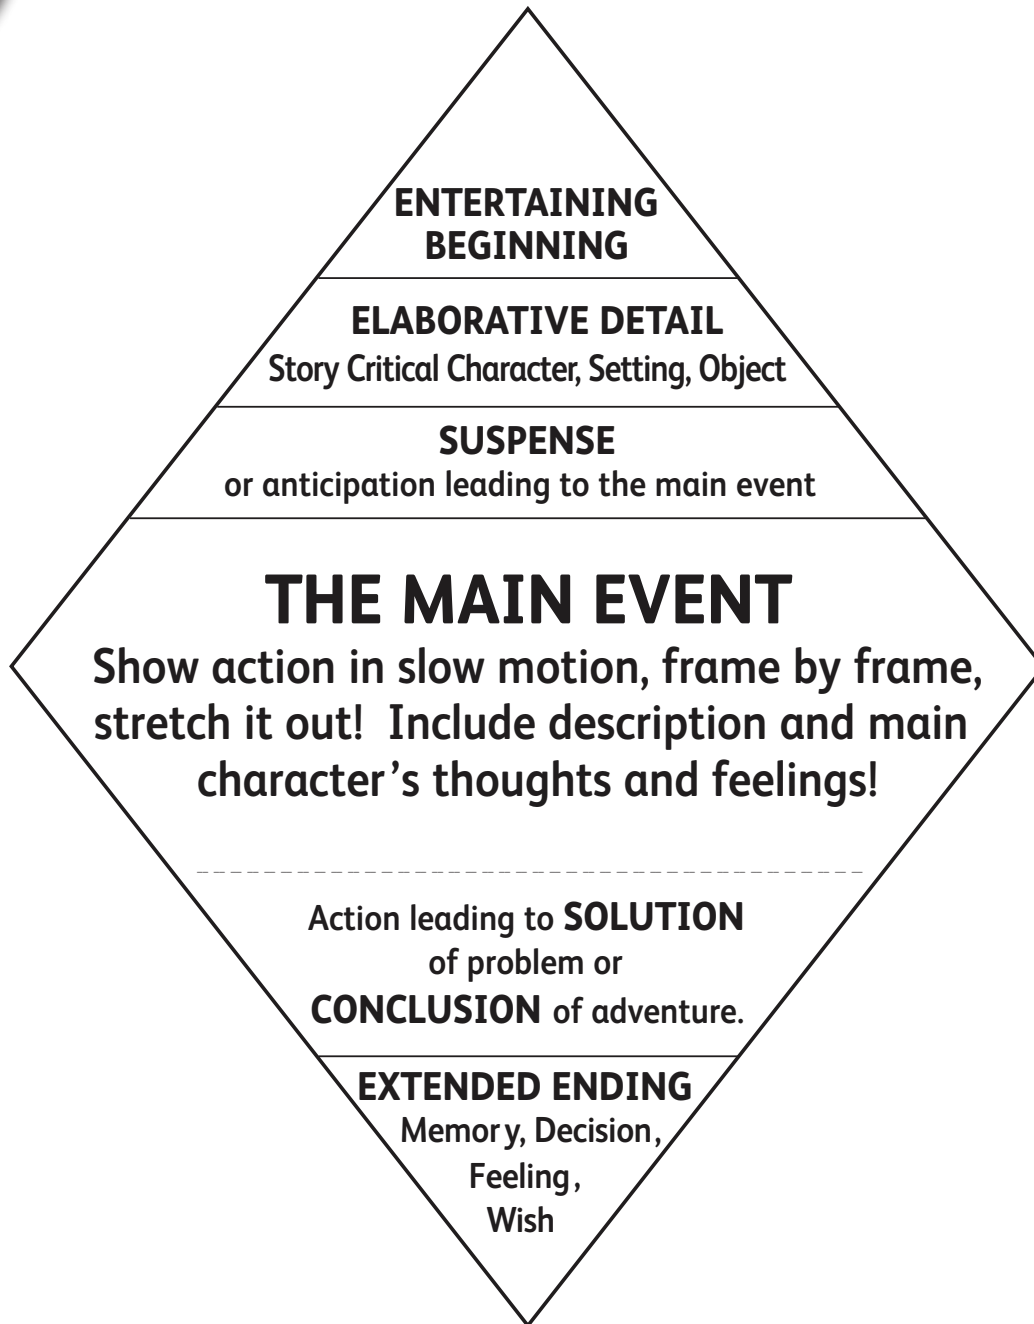 ENTERTAINING
BEGINNING
ELABORATIVE DETAIL
Story Critical Character, Setting, Object
SUSPENSE
or anticipation leading to the main event
THE MAIN EVENT
Show action in slow motion, frame by frame,
stretch it out! Include description and main
character's thoughts and feelings!
Action leading to SOLUTION
of problem or
CONCLUSION of adventure.
EXTENDED ENDING
Memory, Decision,
Feeling,
Wish